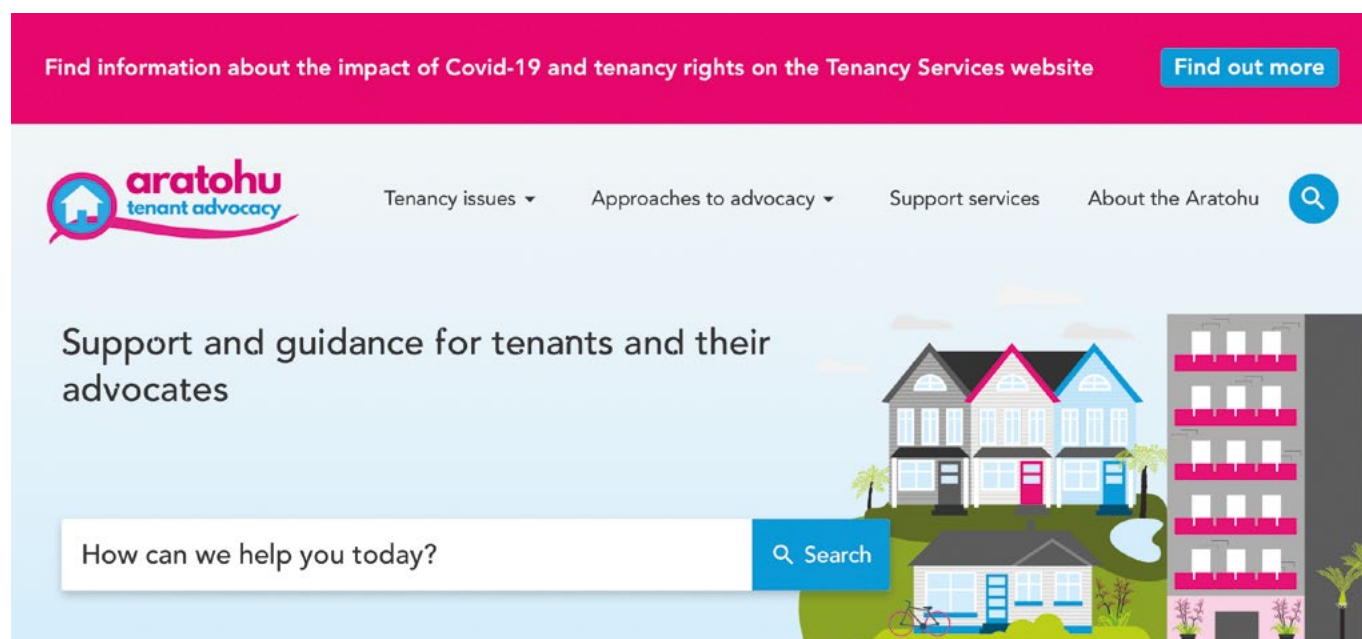 Find information about the impact of Covid-19 and tenancy rights on the Tenancy Services website
Find out more
aratohu
tenant advocacy
Tenancy issues
Approaches to advocacy
Support services
About the Aratohu
Support and guidance for tenants and their
advocates
How can we help you today?
Search